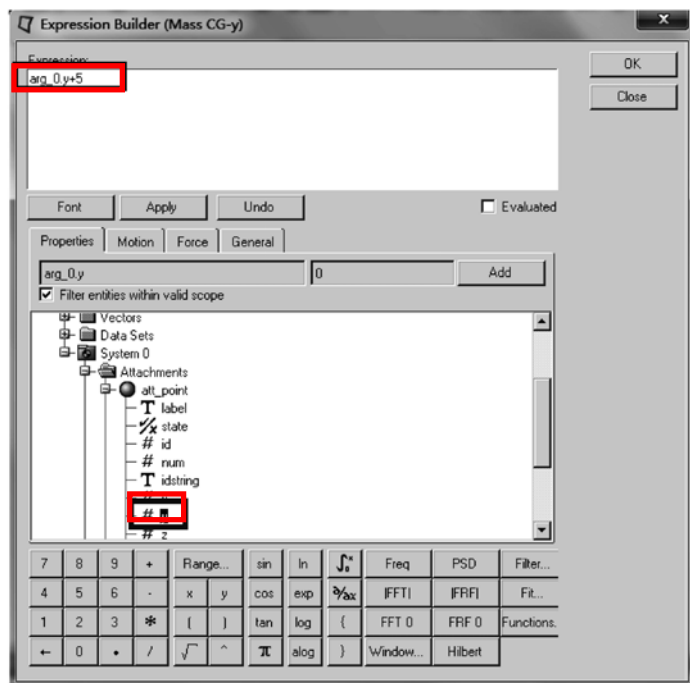 Expression Builder (Mass CG-y)
x
Expression:
OK
arg_0.y+5
Close
Font Apply Undo Evaluated
Properties Motion Force General
arg_0.y 0 Add
Filter entities within valid scope
Vectors
Data Sets
System 0
Attachments
att_point
T label
state
# id
# num
T idstring
# y
# z
7 8 9 + Range... sin ln ∫₀ˣ Freq PSD Filter...
4 5 6 - x y cos exp ∂/∂x |FFT| |FRF| Fit...
1 2 3 * ( ) tan log { FFT 0 FRF 0 Functions.
← 0 . / √ ^ π alog } Window... Hilbert